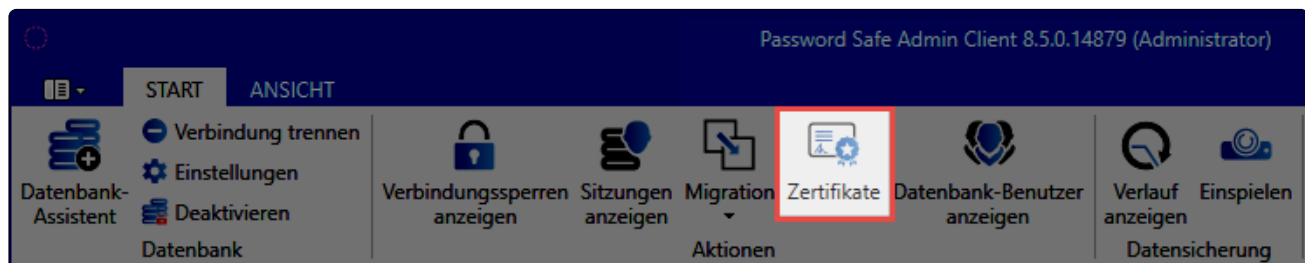 Password Safe Admin Client 8.5.0.14879 (Administrator)
START ANSICHT
Datenbank-
Assistent
Verbindung trennen
Einstellungen
Deaktivieren
Datenbank
Verbindungssperren
anzeigen
Sitzungen
anzeigen
Migration
Zertifikate
Datenbank-Benutzer
anzeigen
Aktionen
Verlauf
anzeigen
Einspielen
Datensicherung